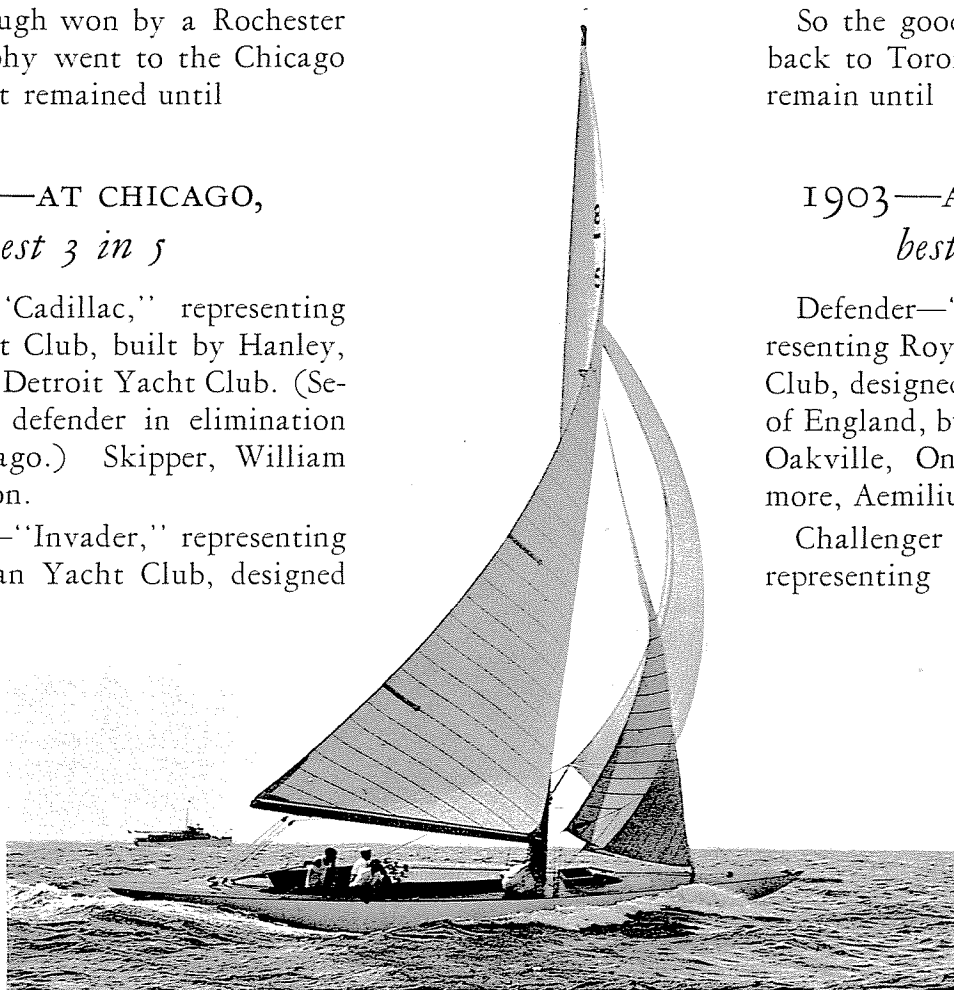 ugh won by a Rochester
hy went to the Chicago
t remained until
—AT CHICAGO,
est 3 in 5
'Cadillac,'' representing
t Club, built by Hanley,
Detroit Yacht Club. (Se-
defender in elimination
ago.) Skipper, William
on.
–''Invader,'' representing
an Yacht Club, designed
So the good
back to Toron
remain until
1903—A
best
Defender—'
resenting Roy
Club, designed
of England, b
Oakville, On
more, Aemiliu
Challenger
representing